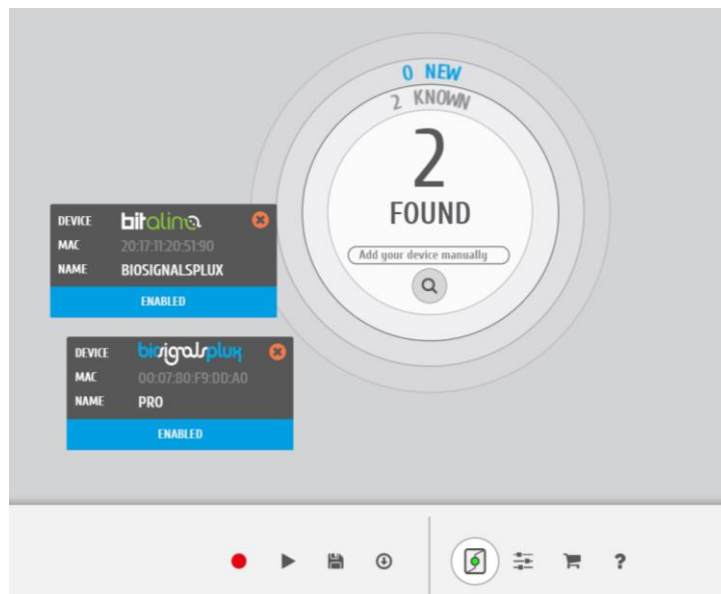 0 NEW
2 KNOWN
2
FOUND
Add your device manually
DEVICE bitalino
MAC 20:17:11:20:51:90
NAME BIOSIGNALSPLUX
ENABLED
DEVICE biosignalsplux
MAC 00:07:80:F9:DD:A0
NAME PRO
ENABLED
?